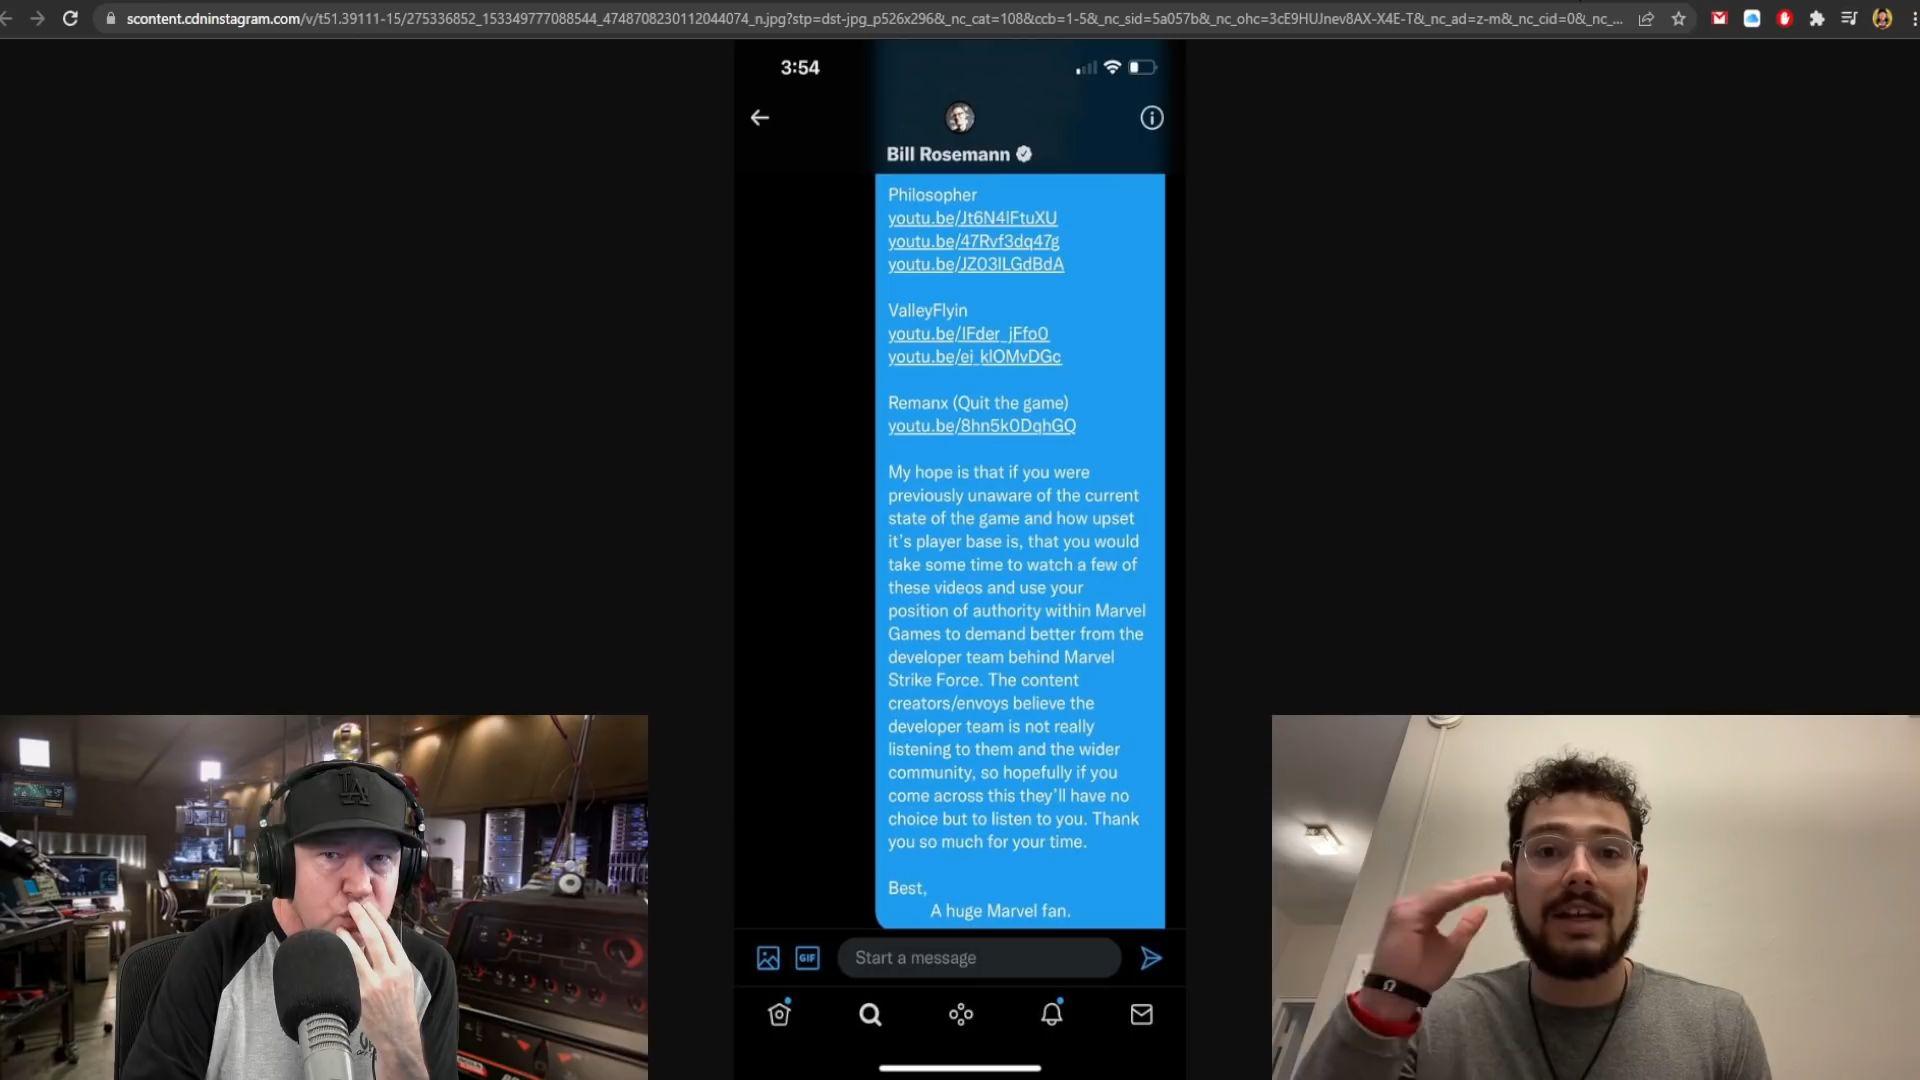 scontent.cdninstagram.com/v/t51.39111-15/275336852_153349777088544_4748708230112044074_n.jpg?stp=dst-jpg_p526x296&_nc_cat=108&ccb=1-5&_nc_sid=5a057b&_nc_ohc=3cE9HUJnev8AX-X4E-T&_nc_ad=z-m&_nc_cid=0&_nc_...
3:54
Bill Rosemann
Philosopher
youtu.be/Jt6N4lFtuXU
youtu.be/47Rvf3dq47g
youtu.be/JZO3lLGdBdA
ValleyFlyin
youtu.be/lFder_jFfo0
youtu.be/ej_klOMvDGc
Remanx (Quit the game)
youtu.be/8hn5k0DqhGQ
My hope is that if you were
previously unaware of the current
state of the game and how upset
it's player base is, that you would
take some time to watch a few of
these videos and use your
position of authority within Marvel
Games to demand better from the
developer team behind Marvel
Strike Force. The content
creators/envoys believe the
developer team is not really
listening to them and the wider
community, so hopefully if you
come across this they'll have no
choice but to listen to you. Thank
you so much for your time.
Best,
A huge Marvel fan.
GIF
Start a message
LA